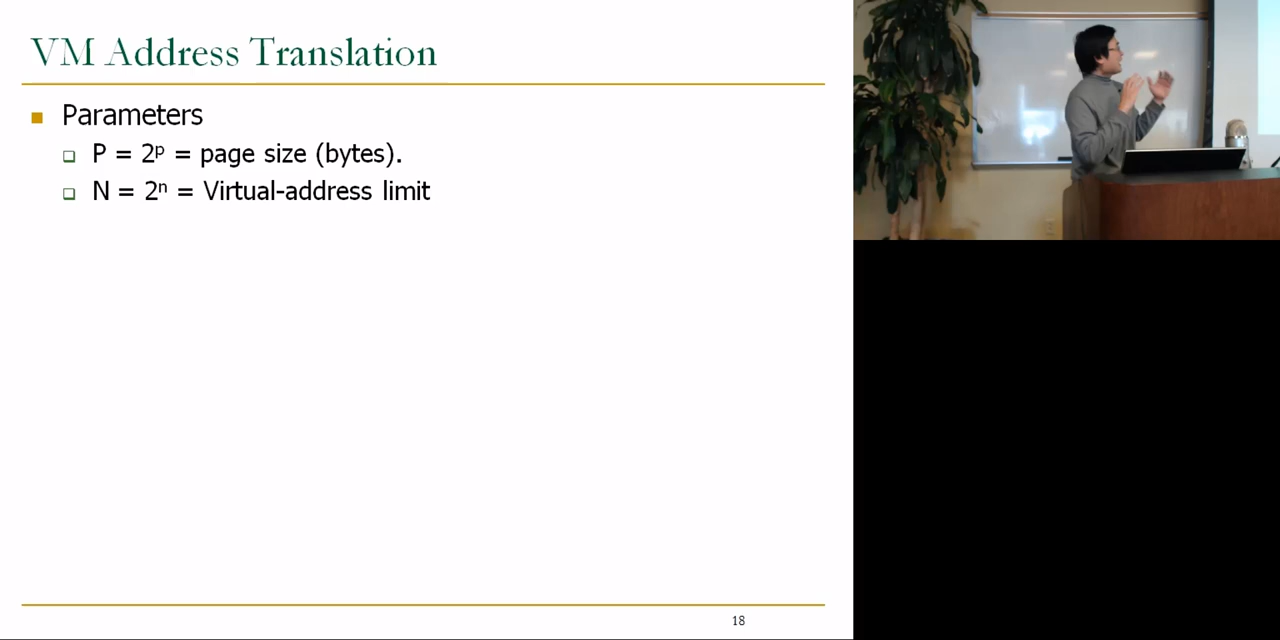 VM Address Translation
Parameters
P = 2ᵖ = page size (bytes).
N = 2ⁿ = Virtual-address limit
18